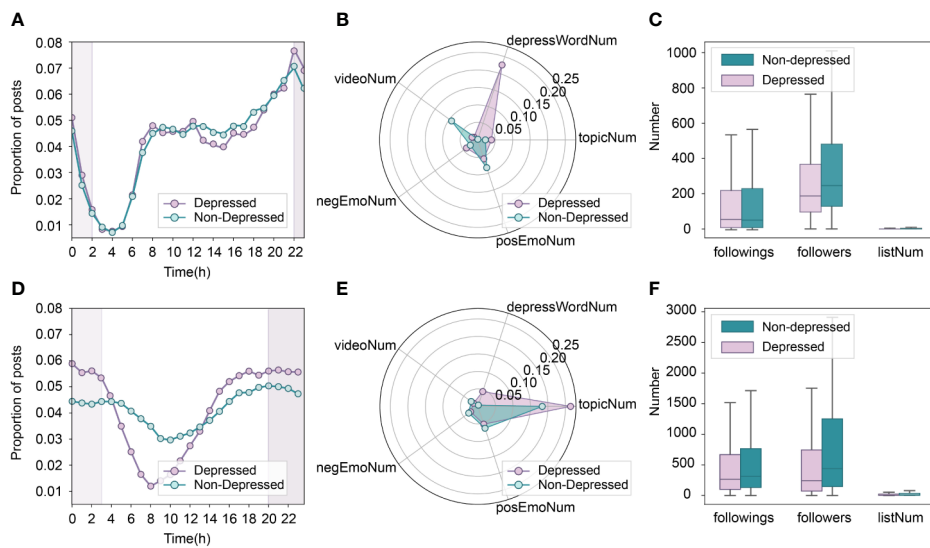 A
Proportion of posts
0.08
0.07
0.06
0.05
0.04
0.03
0.02
0.01
Depressed
Non-Depressed
0 2 4 6 8 10 12 14 16 18 20 22
Time(h)
B
depressWordNum
videoNum
0.25
0.20
0.15
0.10
0.05
topicNum
negEmoNum
Depressed
Non-Depressed
posEmoNum
C
Number
1000
800
600
400
200
0
Non-depressed
Depressed
followings followers listNum
D
Proportion of posts
0.08
0.07
0.06
0.05
0.04
0.03
0.02
0.01
Depressed
Non-Depressed
0 2 4 6 8 10 12 14 16 18 20 22
Time(h)
E
depressWordNum
videoNum
0.25
0.20
0.15
0.10
0.05
topicNum
negEmoNum
Depressed
Non-Depressed
posEmoNum
F
Number
3000
2500
2000
1500
1000
500
0
Non-depressed
Depressed
followings followers listNum